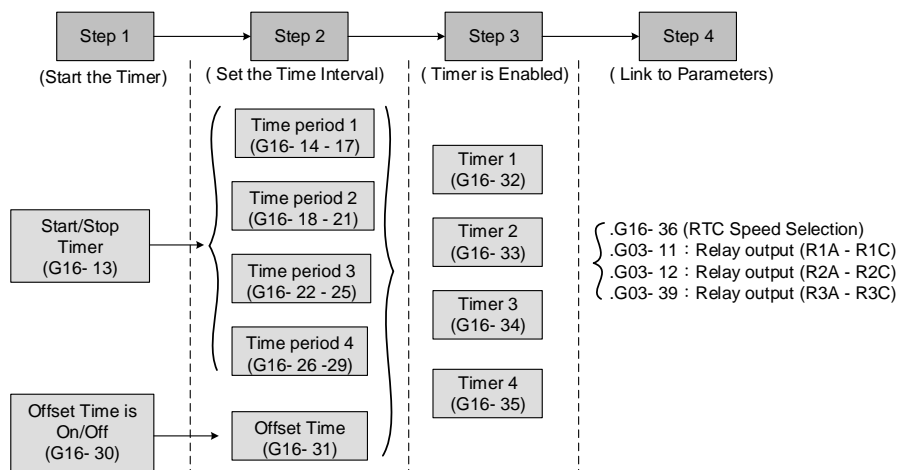 Step 1
Step 2
Step 3
Step 4
(Start the Timer)
( Set the Time Interval)
( Timer is Enabled)
( Link to Parameters)
Start/Stop
Timer
(G16- 13)
Offset Time is
On/Off
(G16- 30)
Time period 1
(G16- 14 - 17)
Time period 2
(G16- 18 - 21)
Time period 3
(G16- 22 - 25)
Time period 4
(G16- 26 -29)
Offset Time
(G16- 31)
Timer 1
(G16- 32)
Timer 2
(G16- 33)
Timer 3
(G16- 34)
Timer 4
(G16- 35)
.G16- 36 (RTC Speed Selection)
.G03- 11：Relay output (R1A - R1C)
.G03- 12：Relay output (R2A - R2C)
.G03- 39：Relay output (R3A - R3C)